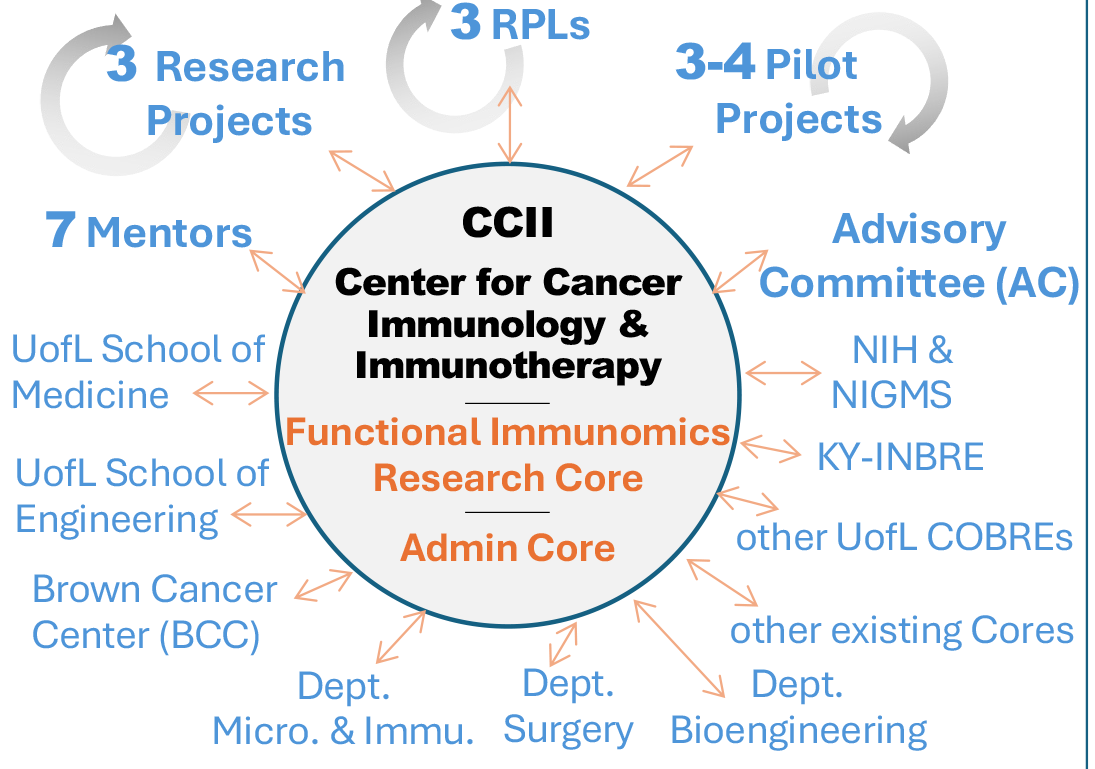 3 Research
Projects
3 RPLs
3-4 Pilot
Projects
7 Mentors
Advisory
Committee (AC)
CCII
Center for Cancer
Immunology &
Immunotherapy
Functional Immunomics
Research Core
Admin Core
UofL School of
Medicine
NIH &
NIGMS
UofL School of
Engineering
KY-INBRE
other UofL COBREs
Brown Cancer
Center (BCC)
other existing Cores
Dept.
Micro. & Immu.
Dept.
Surgery
Dept.
Bioengineering